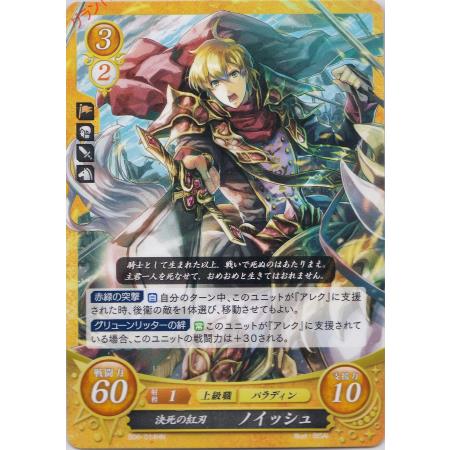 3
2
騎士として生まれた以上、戦いで死ぬのはあたりまえ。
主君一人を死なせて、おめおめと生きてはおれません。
赤緑の突撃 自 自分のターン中、このユニットが『アレク』に支援
された時、後衛の敵を1体選び、移動させてもよい。
グリューンリッターの絆 常 このユニットが『アレク』に支援されて
いる場合、このユニットの戦闘力は+30される。
戦闘力
60
射程 1
上級職
パラディン
支援力
10
決死の紅刃 ノイッシュ